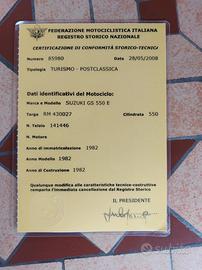 FEDERAZIONE MOTOCICLISTICA ITALIANA
REGISTRO STORICO NAZIONALE
CERTIFICAZIONE DI CONFORMITÀ STORICO-TECNICA
Numero 85980 Data 28/05/2008
Tipologia TURISMO - POSTCLASSICA
Dati identificativi del Motociclo:
Marca e Modello SUZUKI GS 550 E
Targa RM 430027 Cilindrata 550
N. Telaio 141446
N. Motore
Anno di immatricolazione 1982
Anno Modello 1982
Anno di Costruzione 1982
Qualunque modifica alle caratteristiche tecnico-costruttive
comporta l'immediata cancellazione dal Registro Storico
IL PRESIDENTE
subito.it